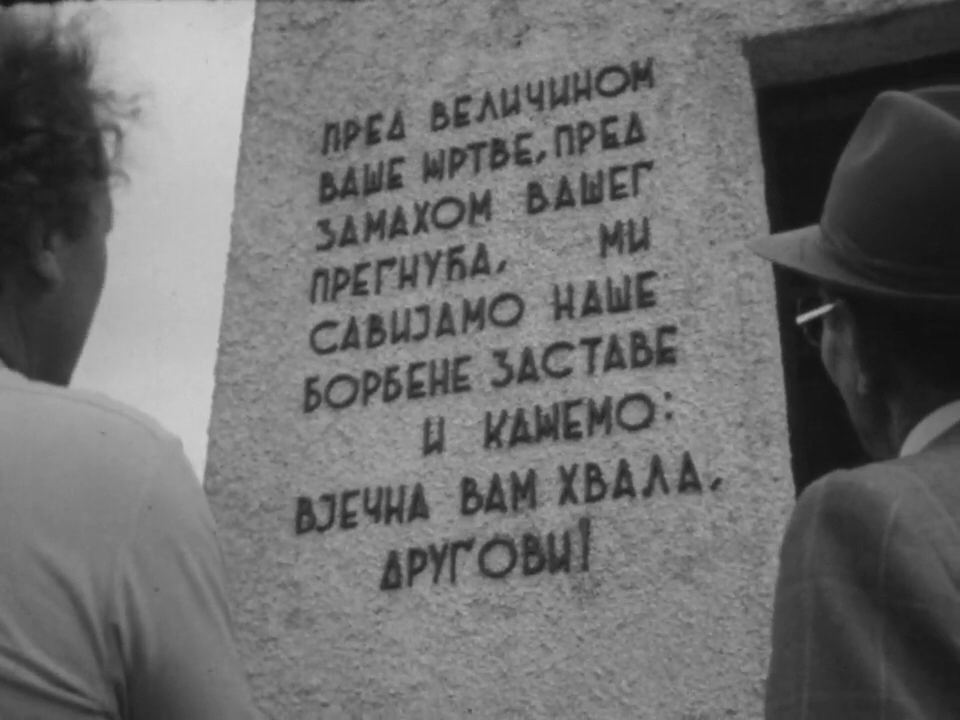 ПРЕД ВЕЛИЧИНОМ
ВАШЕ ЖРТВЕ, ПРЕД
ЗАМАХОМ ВАШЕГ
ПРЕГНУЋА, МИ
САВИЈАМО НАШЕ
БОРБЕНЕ ЗАСТАВЕ
И КАЖЕМО:
ВЈЕЧНА ВАМ ХВАЛА,
ДРУГОВИ!